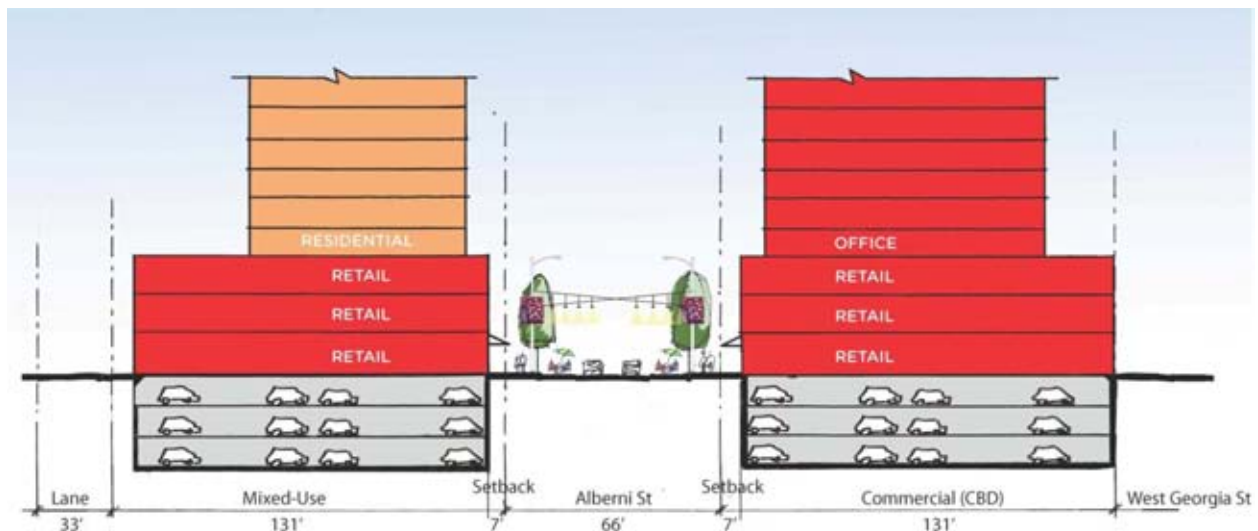 RESIDENTIAL
OFFICE
RETAIL
RETAIL
RETAIL
RETAIL
RETAIL
RETAIL
Lane
Mixed-Use
Setback
Alberni St
Setback
Commercial (CBD)
West Georgia St
33'
131'
7'
66'
7'
131'